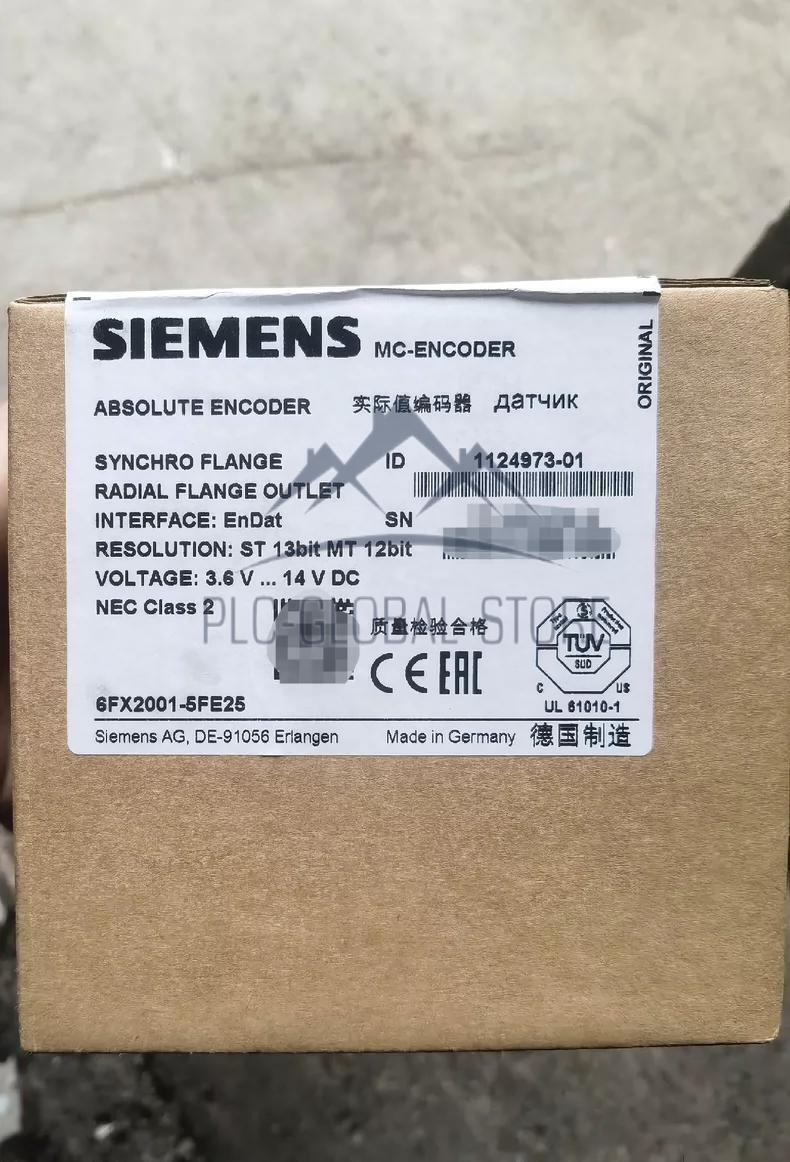 SIEMENS MC-ENCODER
ORIGINAL
ABSOLUTE ENCODER 实际值编码器 датчик
SYNCHRO FLANGE ID 1124973-01
RADIAL FLANGE OUTLET
INTERFACE: EnDat SN
RESOLUTION: ST 13bit MT 12bit
VOLTAGE: 3.6 V ... 14 V DC
NEC Class 2
PLC-GLOBAL STORE
质量检验合格
CE EAC
TÜV
SÜD
C US
6FX2001-5FE25 UL 61010-1
Siemens AG, DE-91056 Erlangen Made in Germany 德国制造